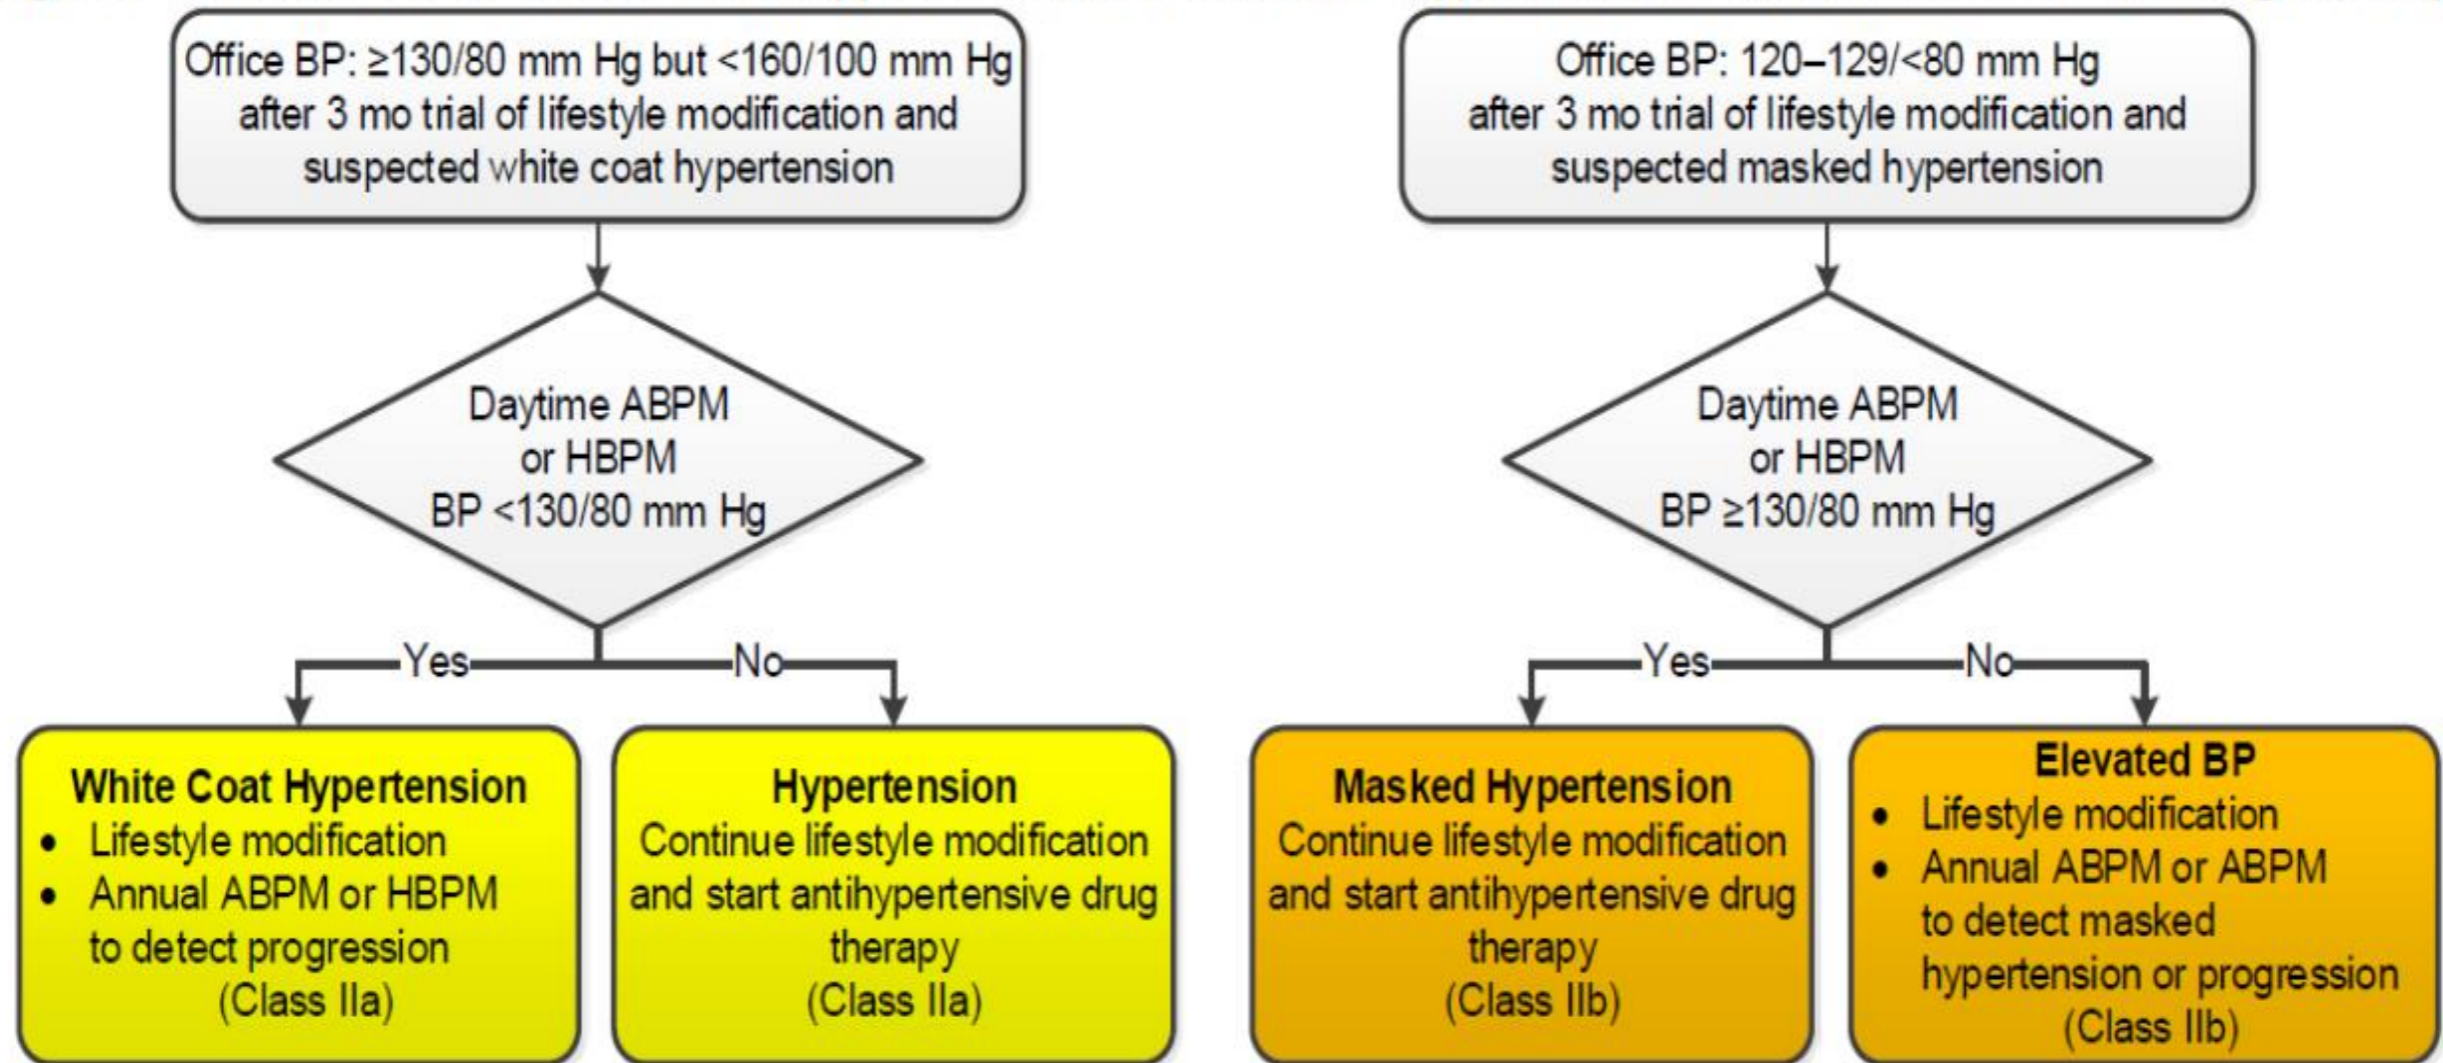 Office BP: ≥130/80 mm Hg but <160/100 mm Hg
after 3 mo trial of lifestyle modification and
suspected white coat hypertension
Daytime ABPM
or HBPM
BP <130/80 mm Hg
Yes
No
White Coat Hypertension
• Lifestyle modification
• Annual ABPM or HBPM
to detect progression
(Class IIa)
Hypertension
Continue lifestyle modification
and start antihypertensive drug
therapy
(Class IIa)
Office BP: 120–129/<80 mm Hg
after 3 mo trial of lifestyle modification and
suspected masked hypertension
Daytime ABPM
or HBPM
BP ≥130/80 mm Hg
Yes
No
Masked Hypertension
Continue lifestyle modification
and start antihypertensive drug
therapy
(Class IIb)
Elevated BP
• Lifestyle modification
• Annual ABPM or ABPM
to detect masked
hypertension or progression
(Class IIb)